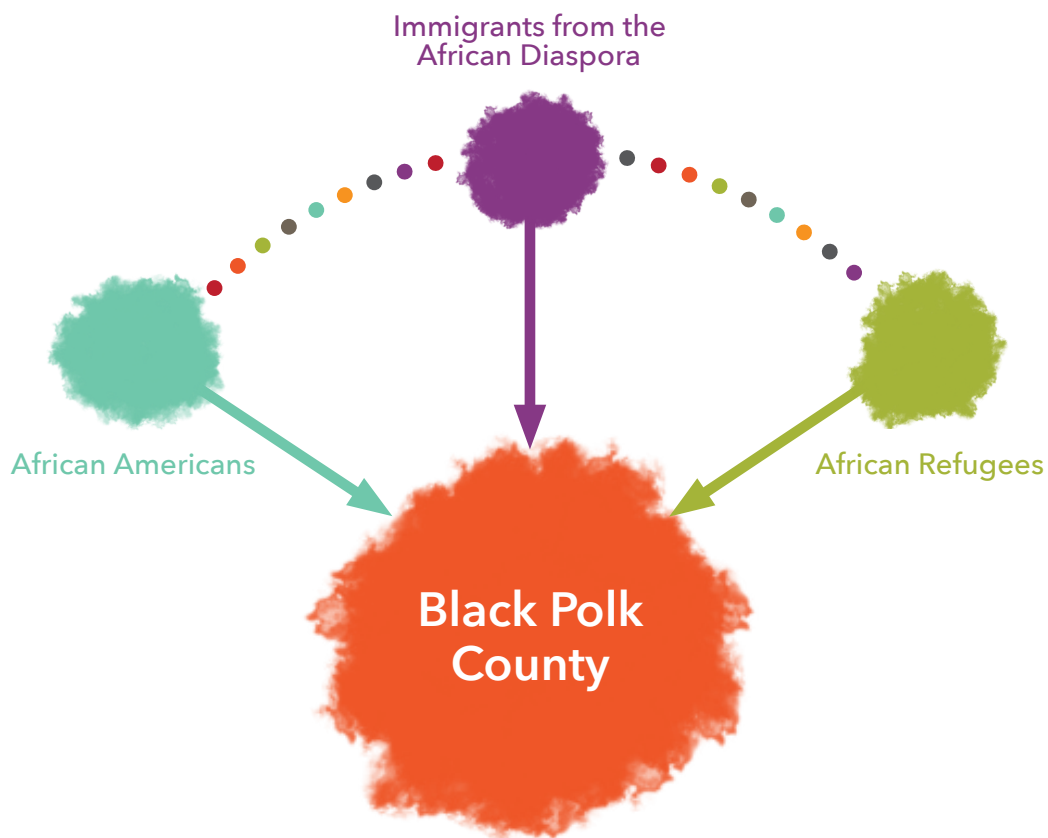 Immigrants from the
African Diaspora
African Americans
African Refugees
Black Polk
County